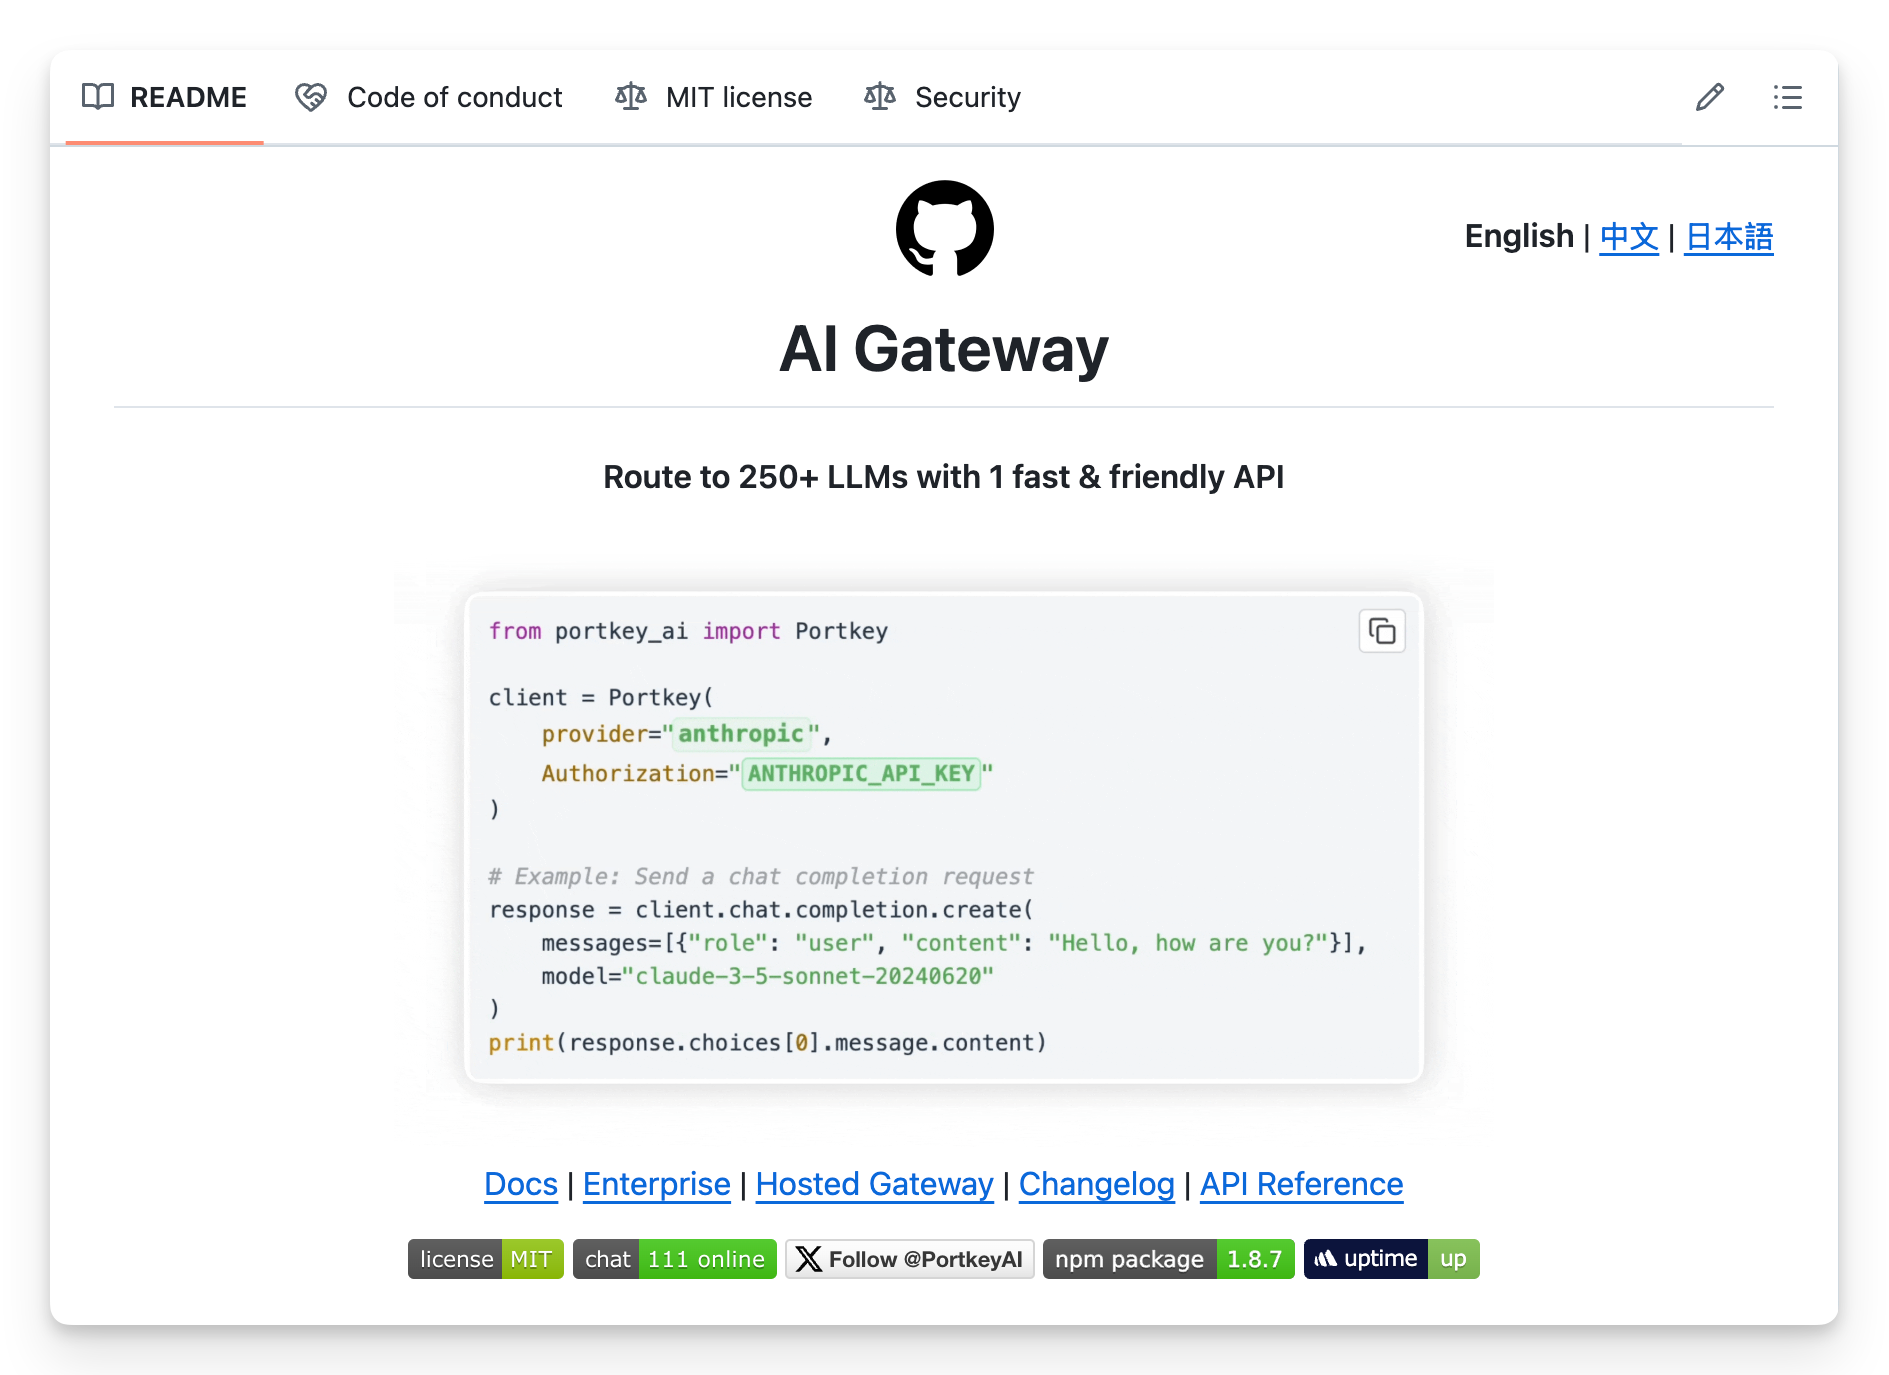 README Code of conduct MIT license Security
English | 中文 | 日本語
AI Gateway
Route to 250+ LLMs with 1 fast & friendly API
from portkey_ai import Portkey
client = Portkey(
    provider="anthropic",
    Authorization="ANTHROPIC_API_KEY"
)
# Example: Send a chat completion request
response = client.chat.completion.create(
    messages=[{"role": "user", "content": "Hello, how are you?"}],
    model="claude-3-5-sonnet-20240620"
)
print(response.choices[0].message.content)
Docs | Enterprise | Hosted Gateway | Changelog | API Reference
license MIT chat 111 online Follow @PortkeyAI npm package 1.8.7 uptime up